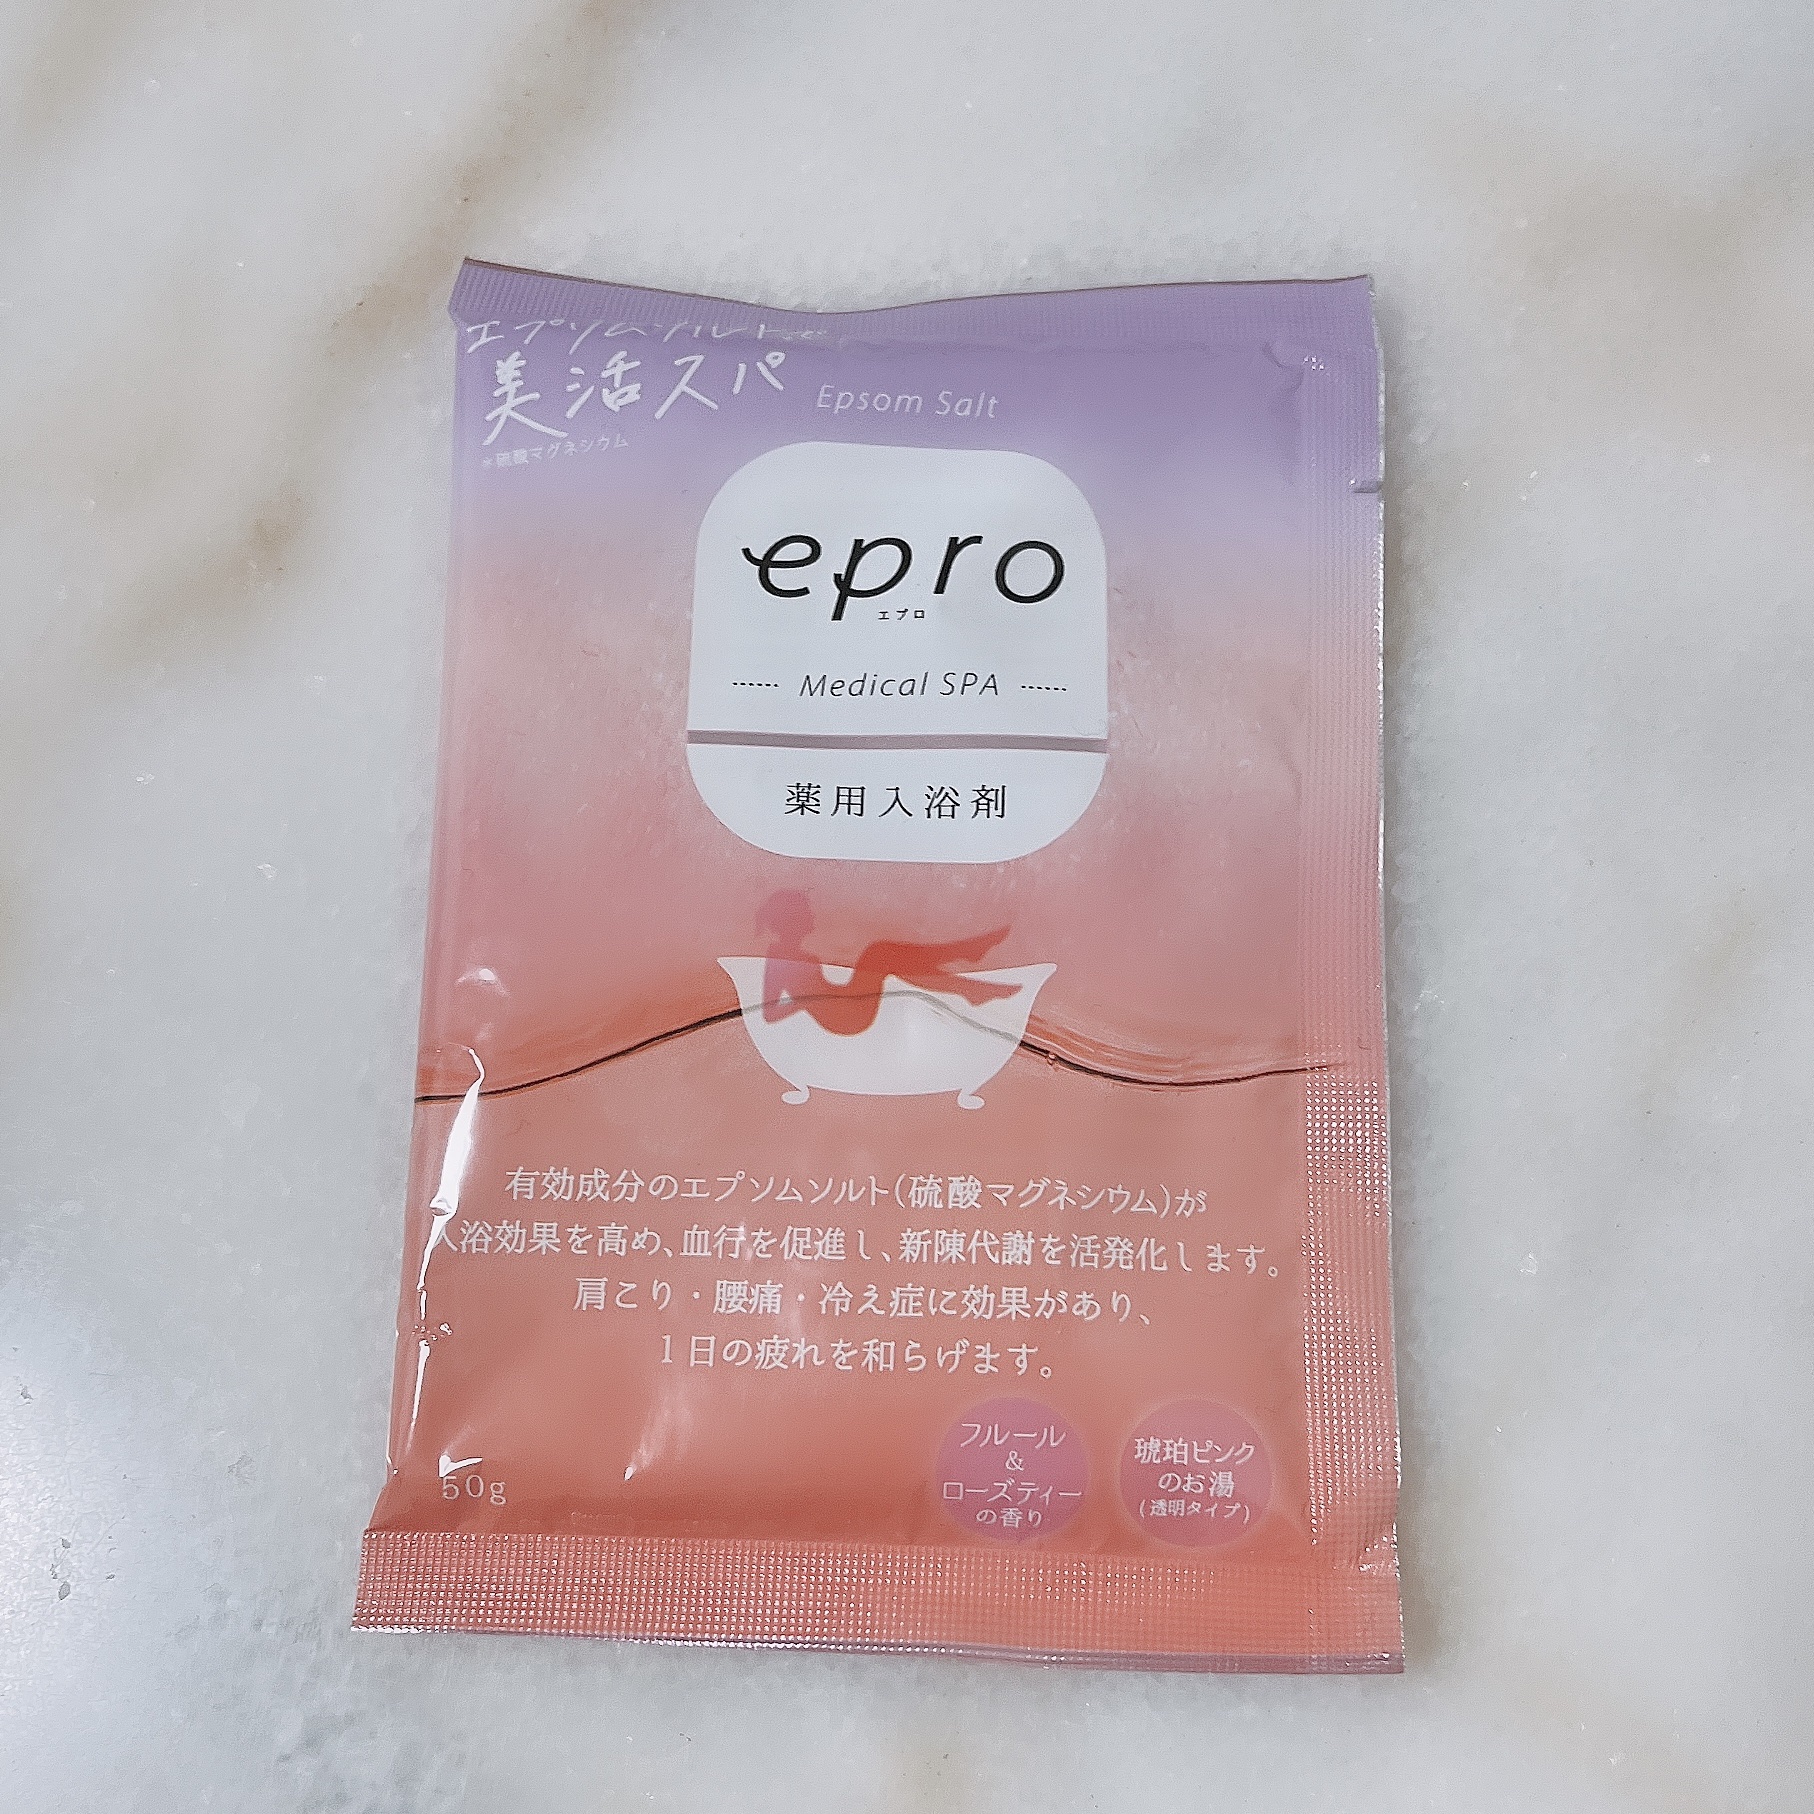 エプソムソルトで
美活スパ
Epsom Salt
*硫酸マグネシウム
epro
エプロ
Medical SPA
薬用入浴剤
有効成分のエプソムソルト(硫酸マグネシウム)が
入浴効果を高め、血行を促進し、新陳代謝を活発化します。
肩こり・腰痛・冷え症に効果があり、
1日の疲れを和らげます。
50g
フルール
&
ローズティー
の香り
琥珀ピンク
のお湯
(透明タイプ)